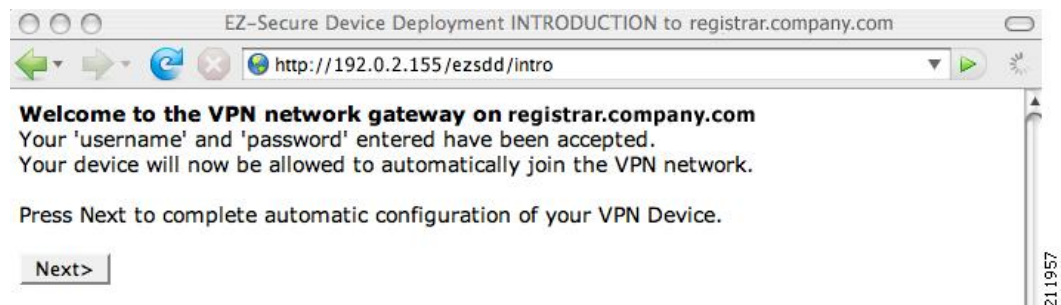 EZ-Secure Device Deployment INTRODUCTION to registrar.company.com
http://192.0.2.155/ezsdd/intro
Welcome to the VPN network gateway on registrar.company.com
Your 'username' and 'password' entered have been accepted.
Your device will now be allowed to automatically join the VPN network.
Press Next to complete automatic configuration of your VPN Device.
Next>
211957